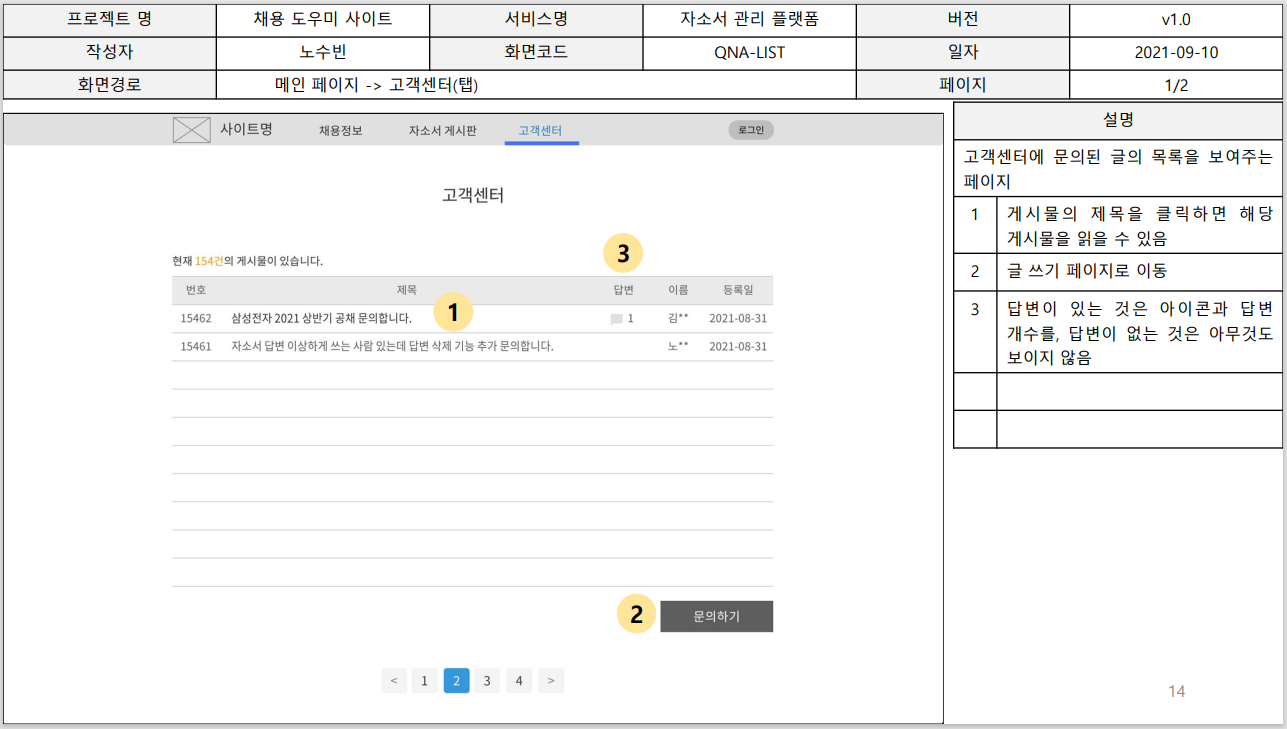 프로젝트 명 채용 도우미 사이트 서비스명 자소서 관리 플랫폼 버전 v1.0
작성자 노수빈 화면코드 QNA-LIST 일자 2021-09-10
화면경로 메인 페이지 -> 고객센터(탭) 페이지 1/2
사이트명 채용정보 자소서 게시판 고객센터 로그인
고객센터
현재 154건의 게시물이 있습니다.
3
번호 제목 답변 이름 등록일
1
15462 삼성전자 2021 상반기 공채 문의합니다. 1 김** 2021-08-31
15461 자소서 답변 이상하게 쓰는 사람 있는데 답변 삭제 기능 추가 문의합니다. 노** 2021-08-31
2 문의하기
< 1 2 3 4 >
설명
고객센터에 문의된 글의 목록을 보여주는
페이지
1 게시물의 제목을 클릭하면 해당
게시물을 읽을 수 있음
2 글 쓰기 페이지로 이동
3 답변이 있는 것은 아이콘과 답변
개수를, 답변이 없는 것은 아무것도
보이지 않음
14